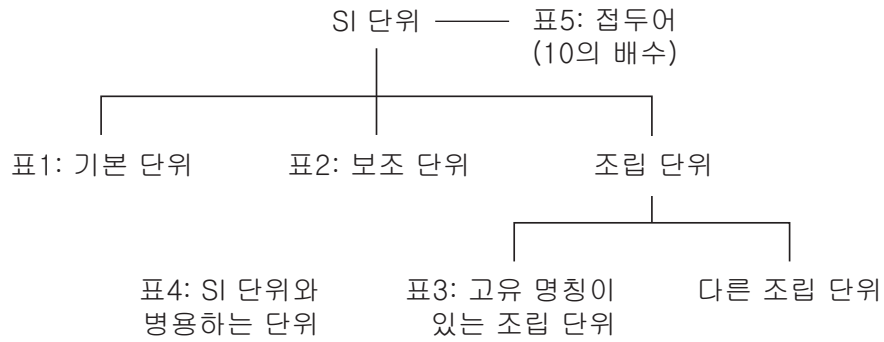 SI 단위
표5: 접두어
(10의 배수)
표1: 기본 단위
표2: 보조 단위
조립 단위
표4: SI 단위와
병용하는 단위
표3: 고유 명칭이
있는 조립 단위
다른 조립 단위